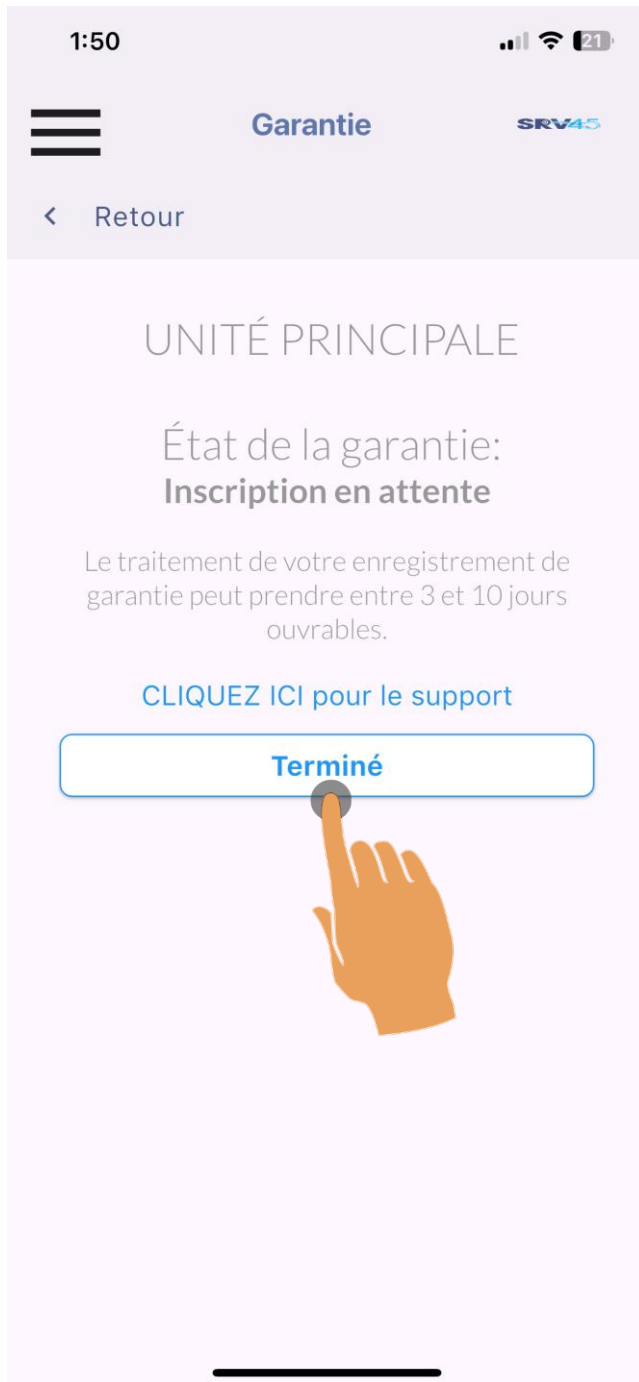 1:50
21
Garantie
SRV45
< Retour
UNITÉ PRINCIPALE
État de la garantie:
Inscription en attente
Le traitement de votre enregistrement de
garantie peut prendre entre 3 et 10 jours
ouvrables.
CLIQUEZ ICI pour le support
Terminé